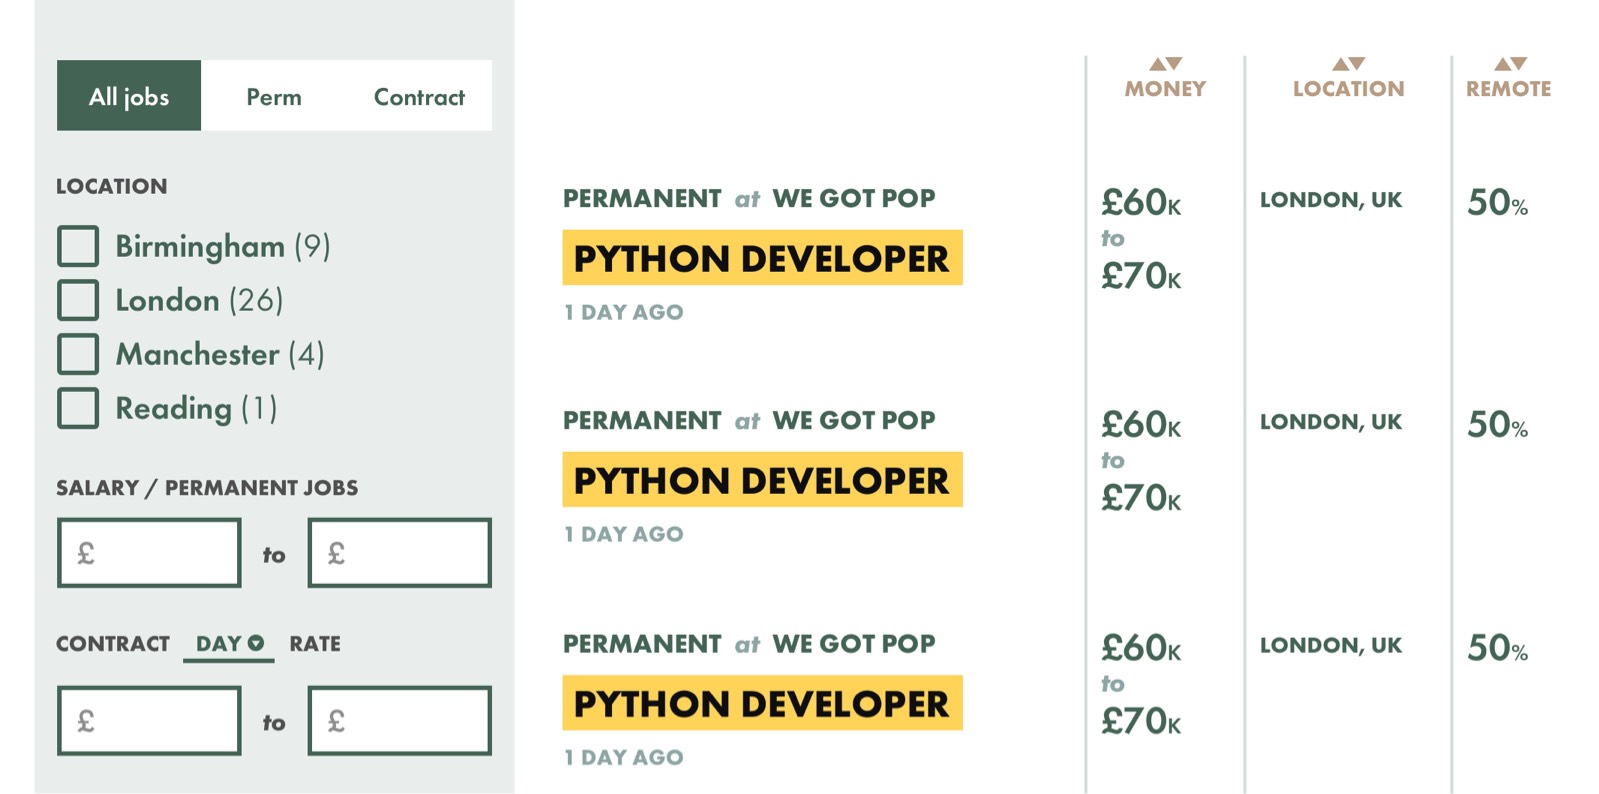 All jobs Perm Contract
LOCATION
Birmingham (9)
London (26)
Manchester (4)
Reading (1)
SALARY / PERMANENT JOBS
£ to £
CONTRACT DAY RATE
£ to £
MONEY LOCATION REMOTE
PERMANENT at WE GOT POP
PYTHON DEVELOPER
1 DAY AGO
£60K
to
£70K
LONDON, UK
50%
PERMANENT at WE GOT POP
PYTHON DEVELOPER
1 DAY AGO
£60K
to
£70K
LONDON, UK
50%
PERMANENT at WE GOT POP
PYTHON DEVELOPER
1 DAY AGO
£60K
to
£70K
LONDON, UK
50%